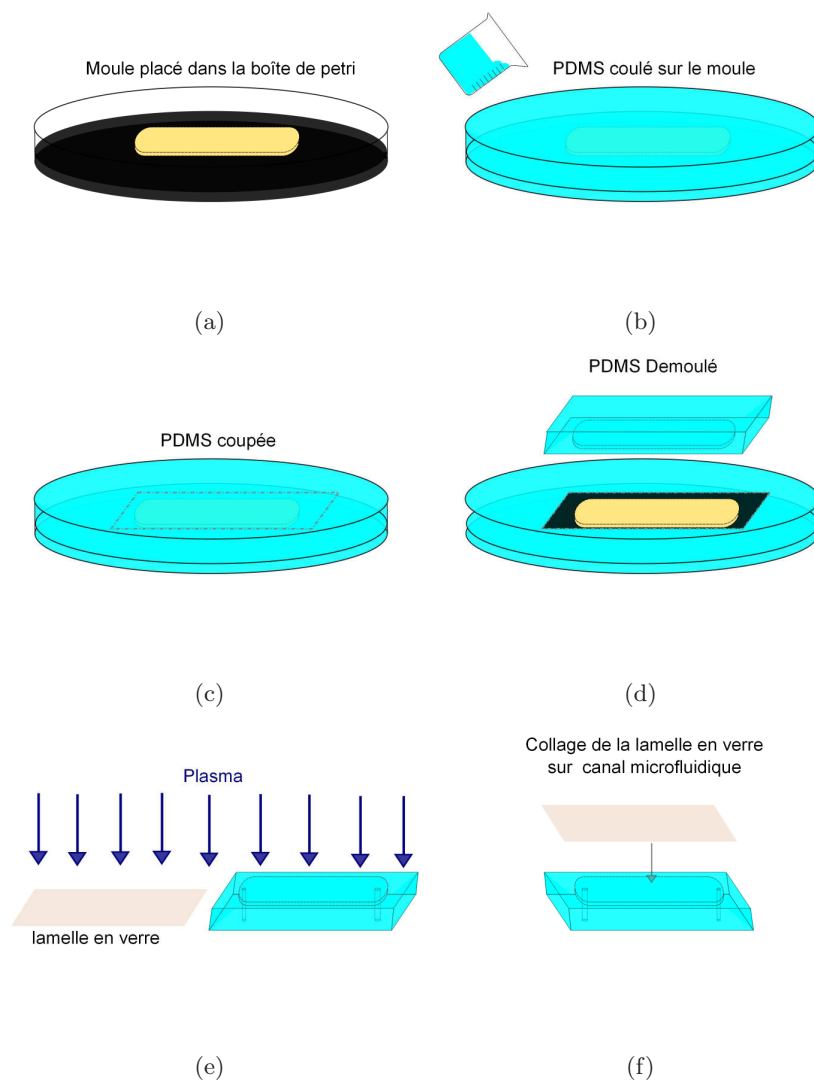 Moule placé dans la boîte de petri
PDMS coulé sur le moule
(a)
(b)
PDMS coupée
PDMS Demoulé
(c)
(d)
Plasma
lamelle en verre
Collage de la lamelle en verre
sur canal microfluidique
(e)
(f)